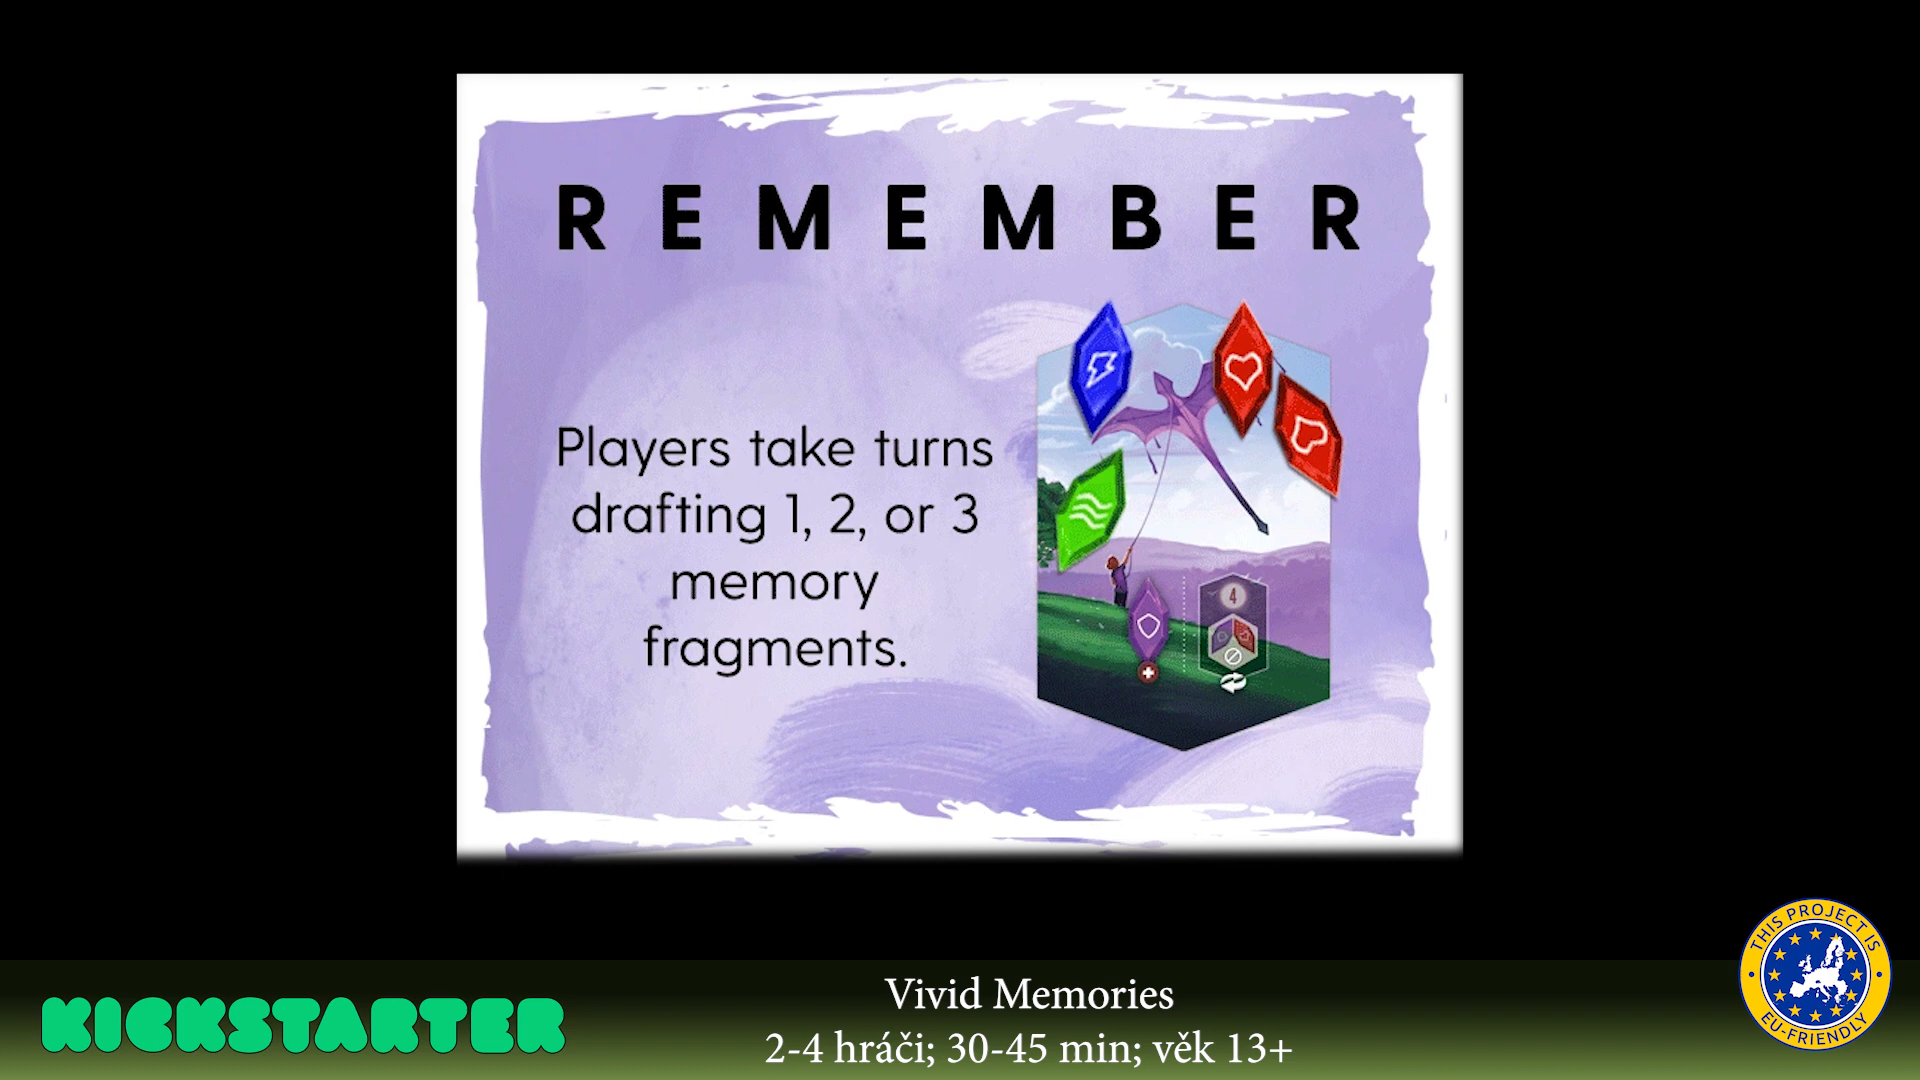 R E M E M B E R
Players take turns
drafting 1, 2, or 3
memory
fragments.
4
KICKSTARTER
Vivid Memories
2-4 hráči; 30-45 min; věk 13+
THIS PROJECT IS
EU-FRIENDLY